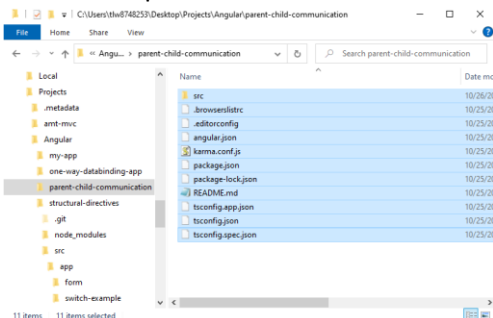 C:\Users\tlw8748253\Desktop\Projects\Angular\parent-child-communication
File Home Share View
« Angu... > parent-child-communication Search parent-child-communication
Local
Projects
.metadata
amt-mvc
Angular
my-app
one-way-databinding-app
parent-child-communication
structural-directives
.git
node_modules
src
app
form
switch-example
Name Date mo
src 10/26/20
.browserslistrc 10/25/20
.editorconfig 10/25/20
angular.json 10/25/20
karma.conf.js 10/25/20
package.json 10/25/20
package-lock.json 10/25/20
README.md 10/25/20
tsconfig.app.json 10/25/20
tsconfig.json 10/25/20
tsconfig.spec.json 10/25/20
11 items 11 items selected